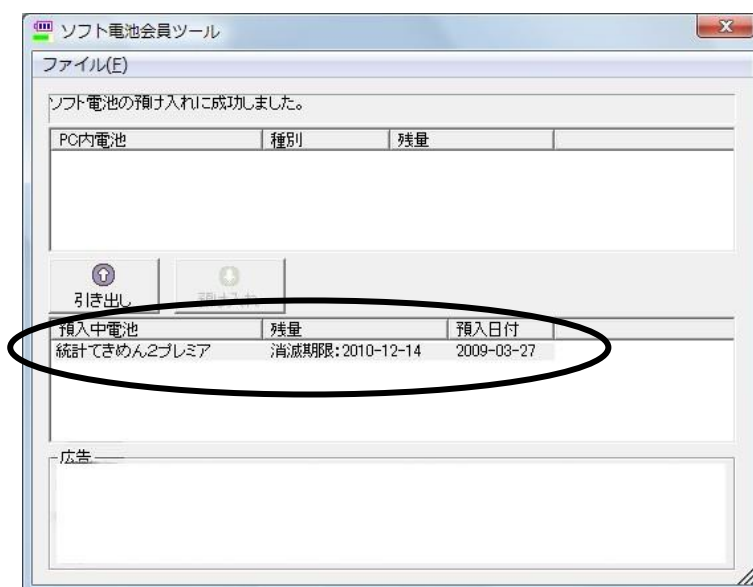 ソフト電池会員ツール
ファイル(F)
ソフト電池の預け入れに成功しました。
PC内電池 種別 残量
引き出し 預け入れ
預入中電池 残量 預入日付
統計てきめん2プレミア 消滅期限:2010-12-14 2009-03-27
広告